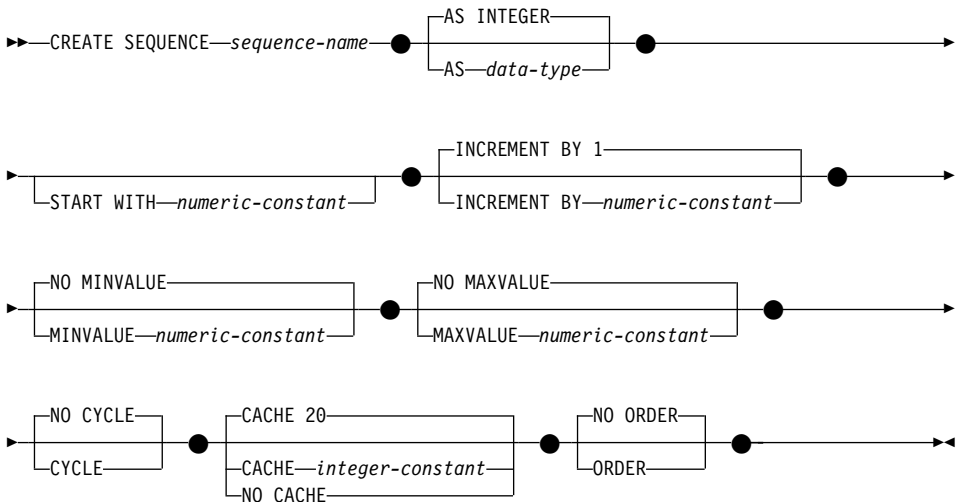 AS INTEGER
CREATE SEQUENCE sequence-name
AS data-type
START WITH numeric-constant
INCREMENT BY 1
INCREMENT BY numeric-constant
NO MINVALUE
MINVALUE numeric-constant
NO MAXVALUE
MAXVALUE numeric-constant
NO CYCLE
CYCLE
CACHE 20
CACHE integer-constant
NO CACHE
NO ORDER
ORDER